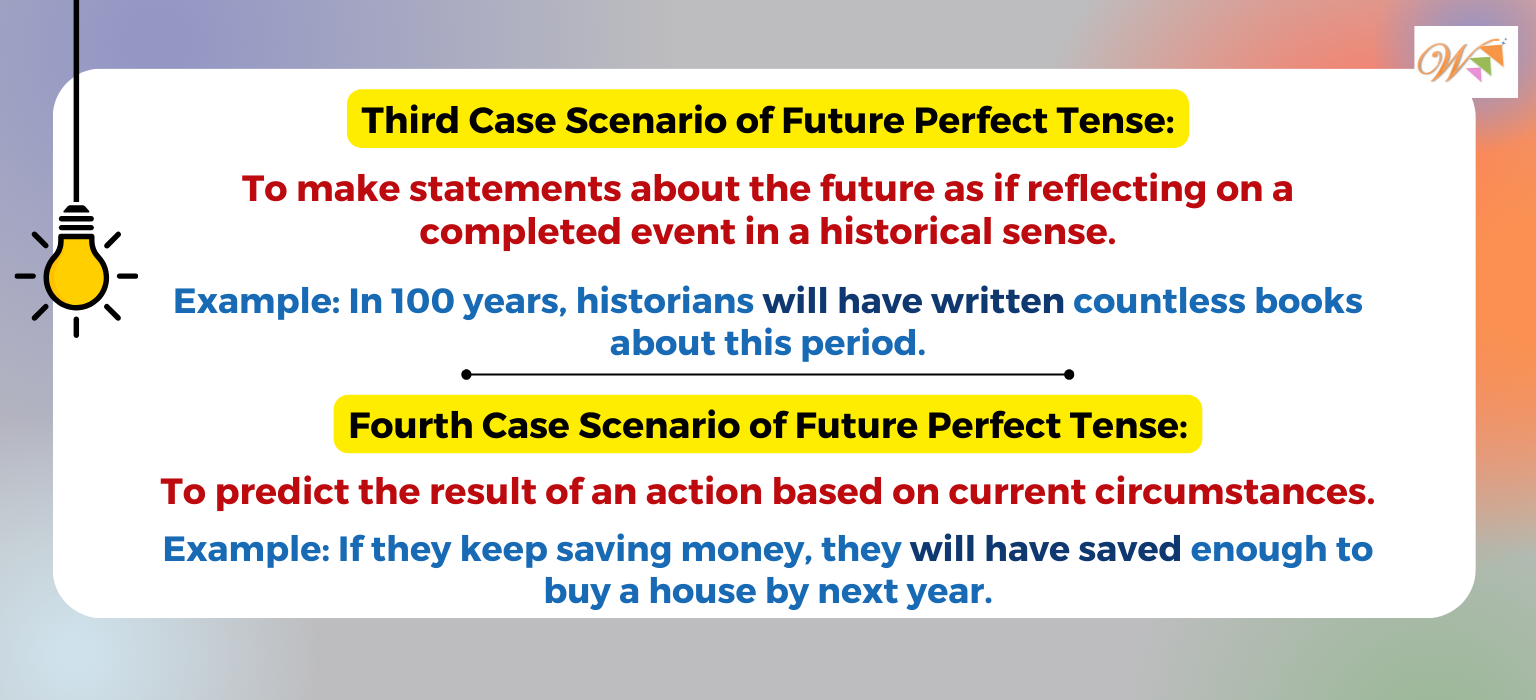 Third Case Scenario of Future Perfect Tense:
To make statements about the future as if reflecting on a
completed event in a historical sense.
Example: In 100 years, historians will have written countless books
about this period.
Fourth Case Scenario of Future Perfect Tense:
To predict the result of an action based on current circumstances.
Example: If they keep saving money, they will have saved enough to
buy a house by next year.
W